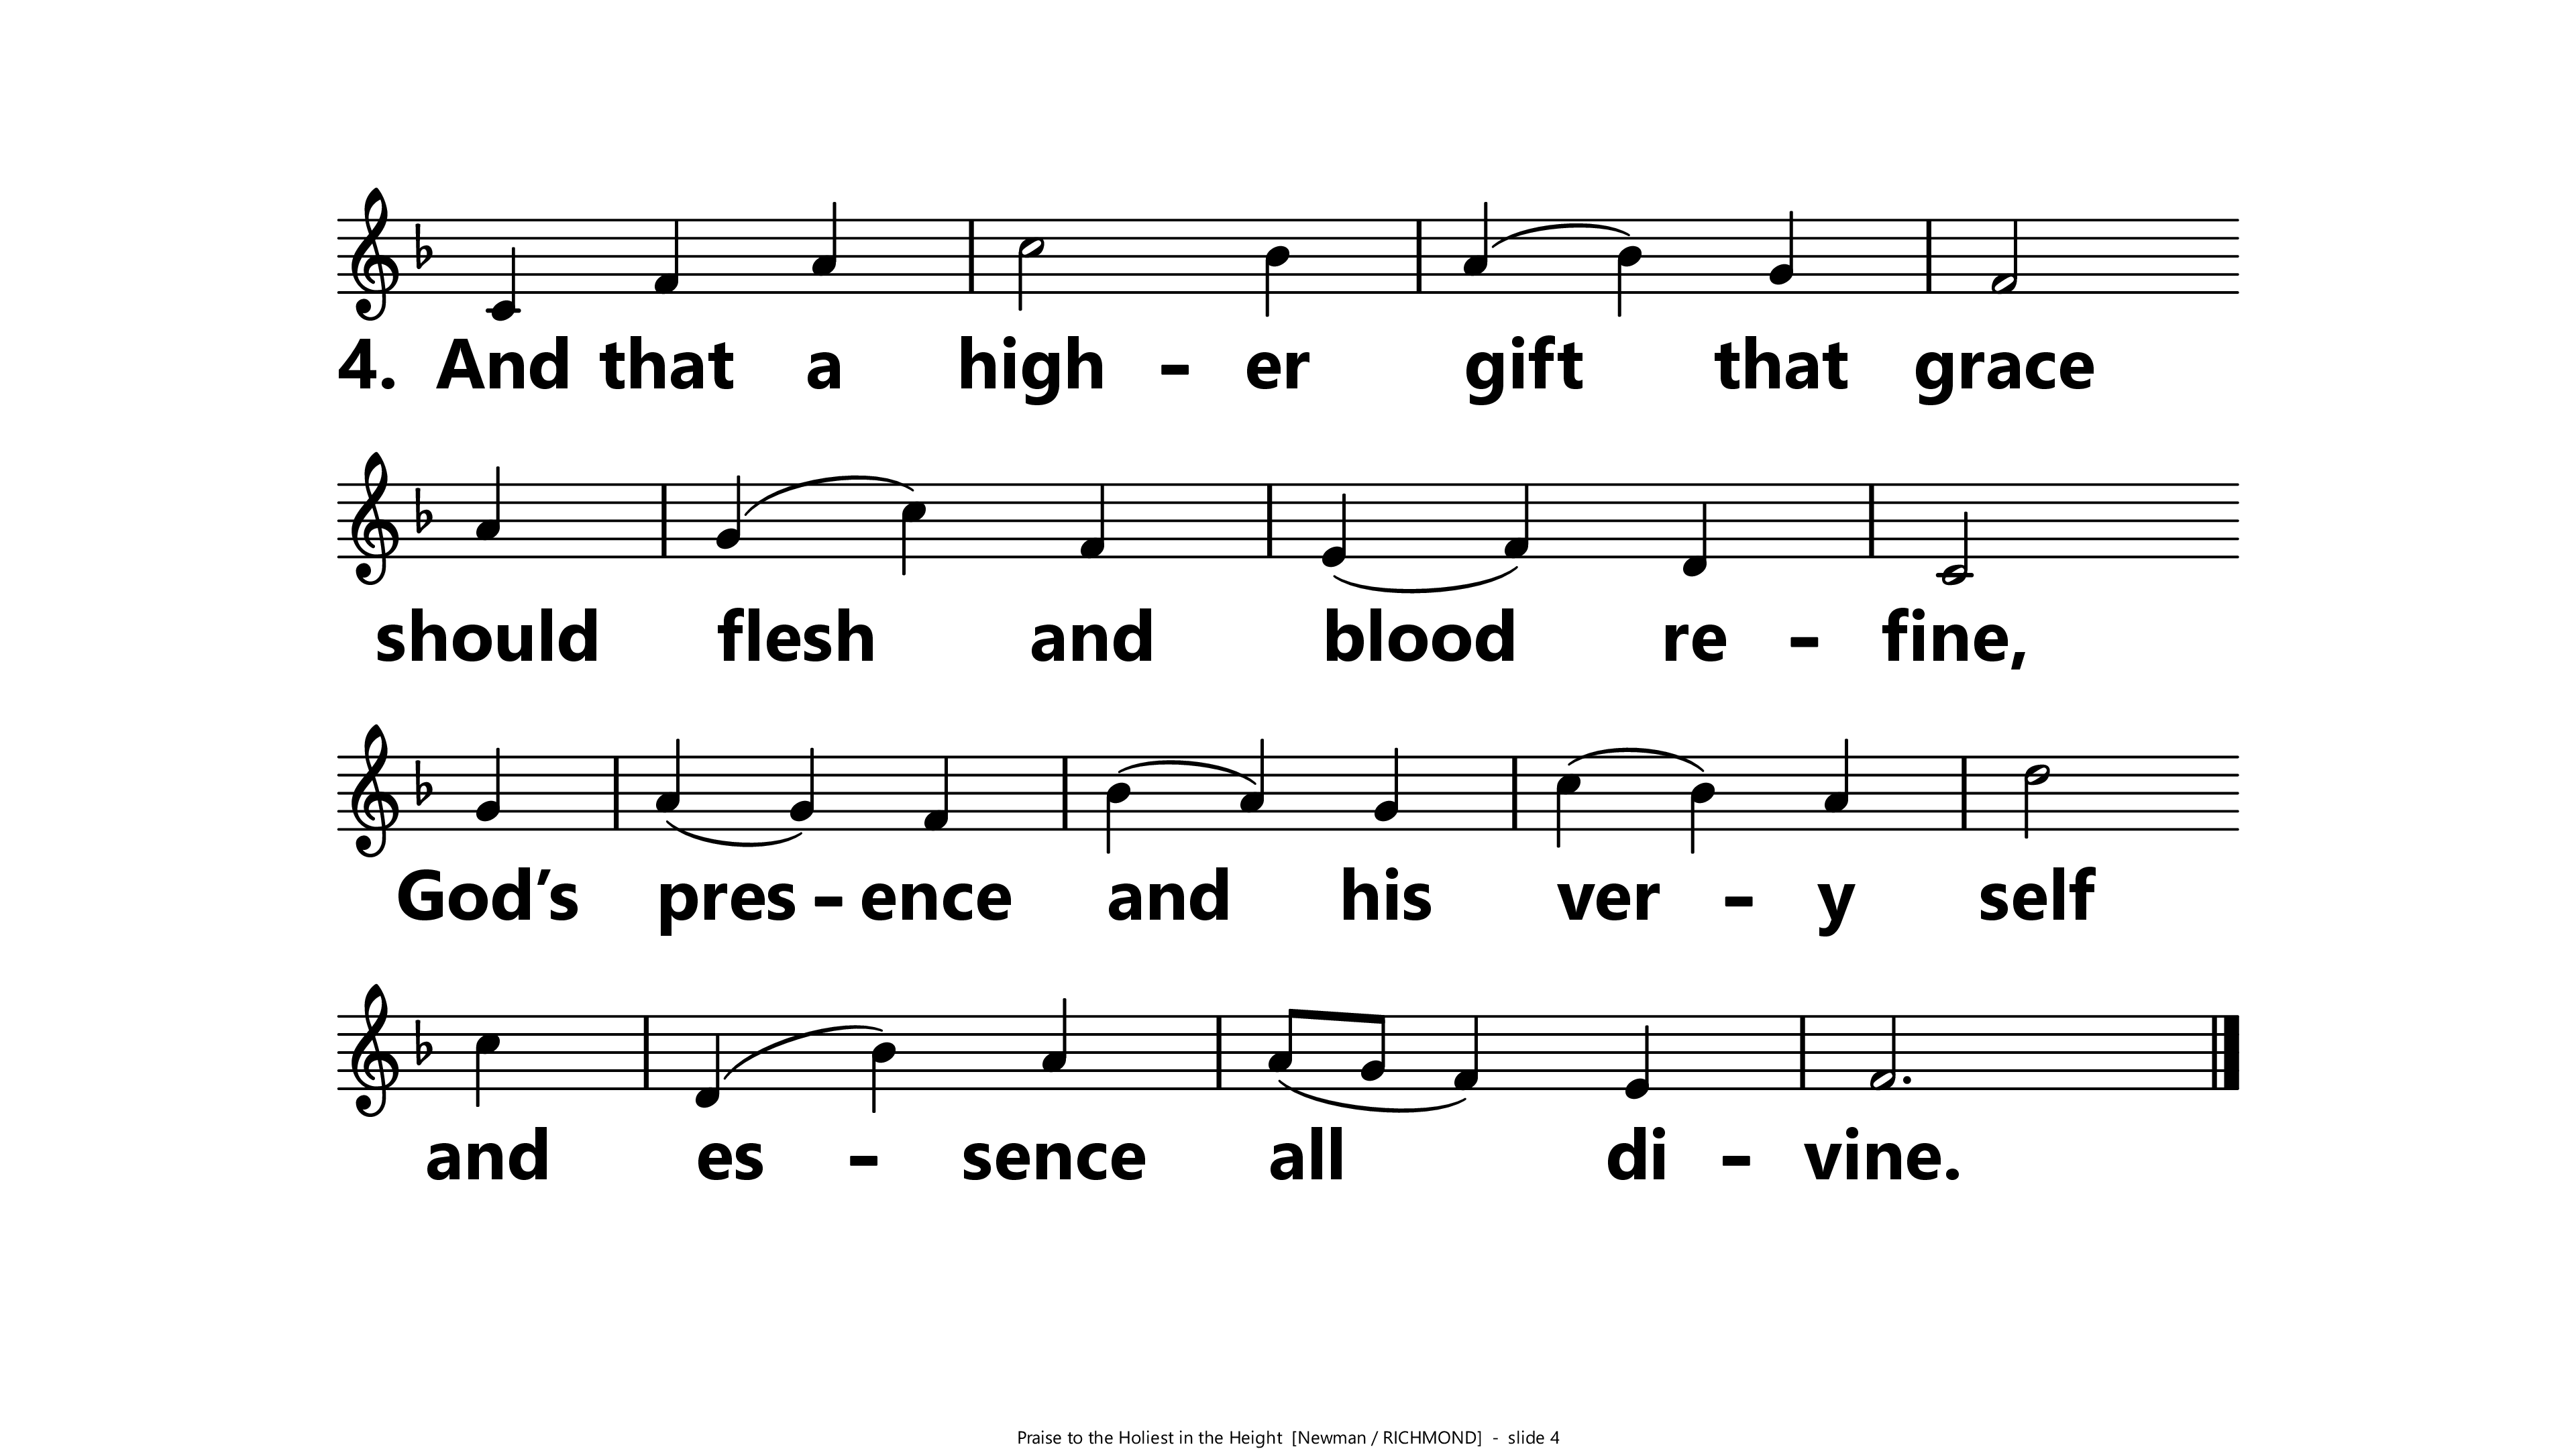 4. And that a high - er gift that grace
should flesh and blood re - fine,
God’s pres - ence and his ver - y self
and es - sence all di - vine.
Praise to the Holiest in the Height [Newman / RICHMOND] - slide 4